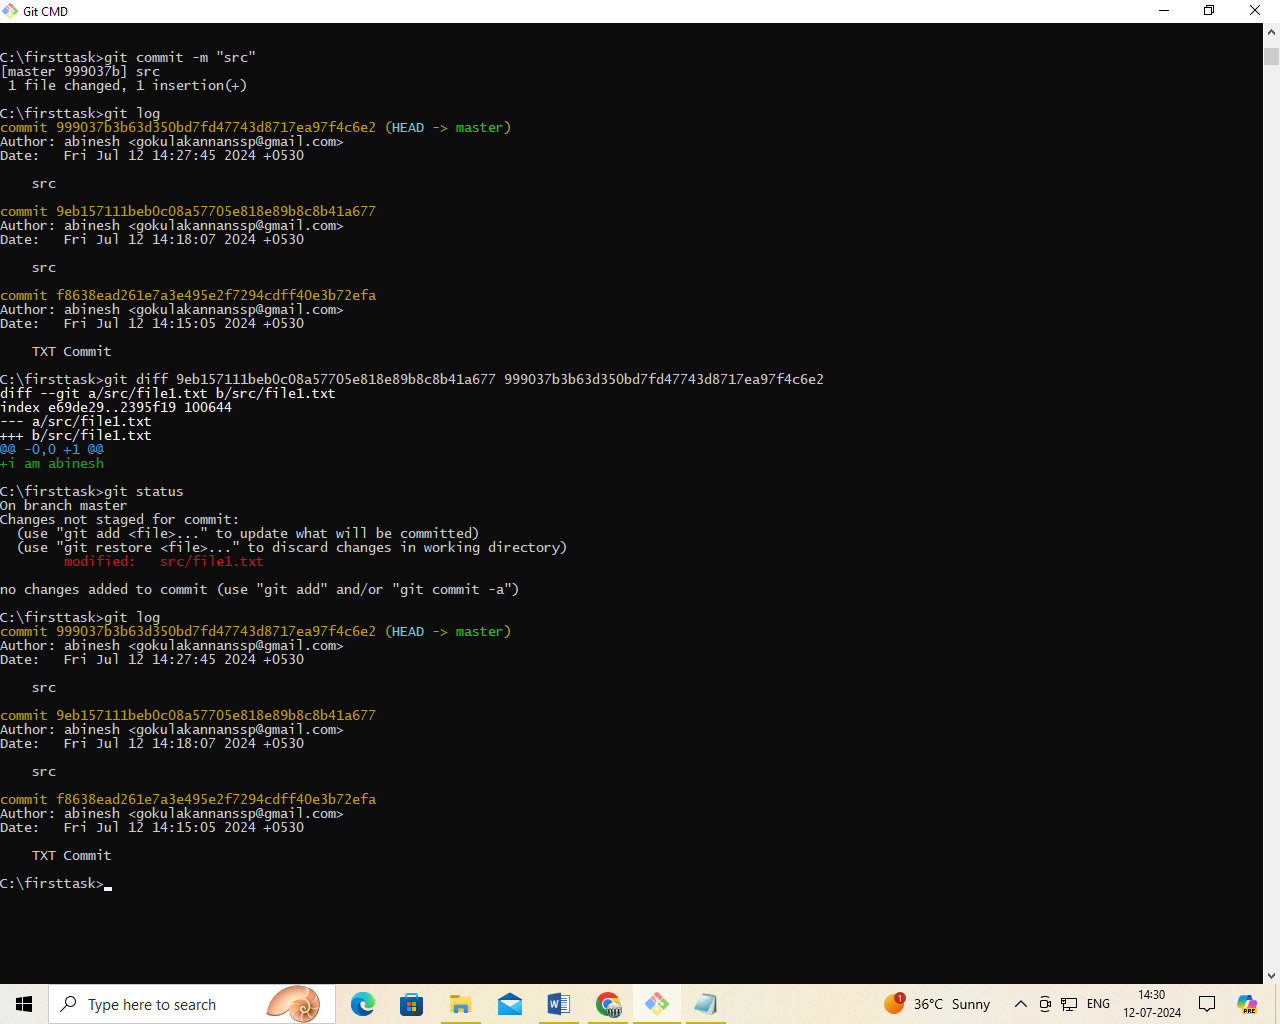 Git CMD
C:\firsttask>git commit -m "src"
[master 999037b] src
 1 file changed, 1 insertion(+)
C:\firsttask>git log
commit 999037b3b63d350bd7fd47743d8717ea97f4c6e2 (HEAD -> master)
Author: abinesh <gokulakannanssp@gmail.com>
Date:   Fri Jul 12 14:27:45 2024 +0530
    src
commit 9eb157111beb0c08a57705e818e89b8c8b41a677
Author: abinesh <gokulakannanssp@gmail.com>
Date:   Fri Jul 12 14:18:07 2024 +0530
    src
commit f8638ead261e7a3e495e2f7294cdff40e3b72efa
Author: abinesh <gokulakannanssp@gmail.com>
Date:   Fri Jul 12 14:15:05 2024 +0530
    TXT Commit
C:\firsttask>git diff 9eb157111beb0c08a57705e818e89b8c8b41a677 999037b3b63d350bd7fd47743d8717ea97f4c6e2
diff --git a/src/file1.txt b/src/file1.txt
index e69de29..2395f19 100644
--- a/src/file1.txt
+++ b/src/file1.txt
@@ -0,0 +1 @@
+i am abinesh
C:\firsttask>git status
On branch master
Changes not staged for commit:
  (use "git add <file>..." to update what will be committed)
  (use "git restore <file>..." to discard changes in working directory)
        modified:   src/file1.txt
no changes added to commit (use "git add" and/or "git commit -a")
C:\firsttask>git log
commit 999037b3b63d350bd7fd47743d8717ea97f4c6e2 (HEAD -> master)
Author: abinesh <gokulakannanssp@gmail.com>
Date:   Fri Jul 12 14:27:45 2024 +0530
    src
commit 9eb157111beb0c08a57705e818e89b8c8b41a677
Author: abinesh <gokulakannanssp@gmail.com>
Date:   Fri Jul 12 14:18:07 2024 +0530
    src
commit f8638ead261e7a3e495e2f7294cdff40e3b72efa
Author: abinesh <gokulakannanssp@gmail.com>
Date:   Fri Jul 12 14:15:05 2024 +0530
    TXT Commit
C:\firsttask>
Type here to search
1
36°C Sunny
ENG
14:30
12-07-2024
PRE